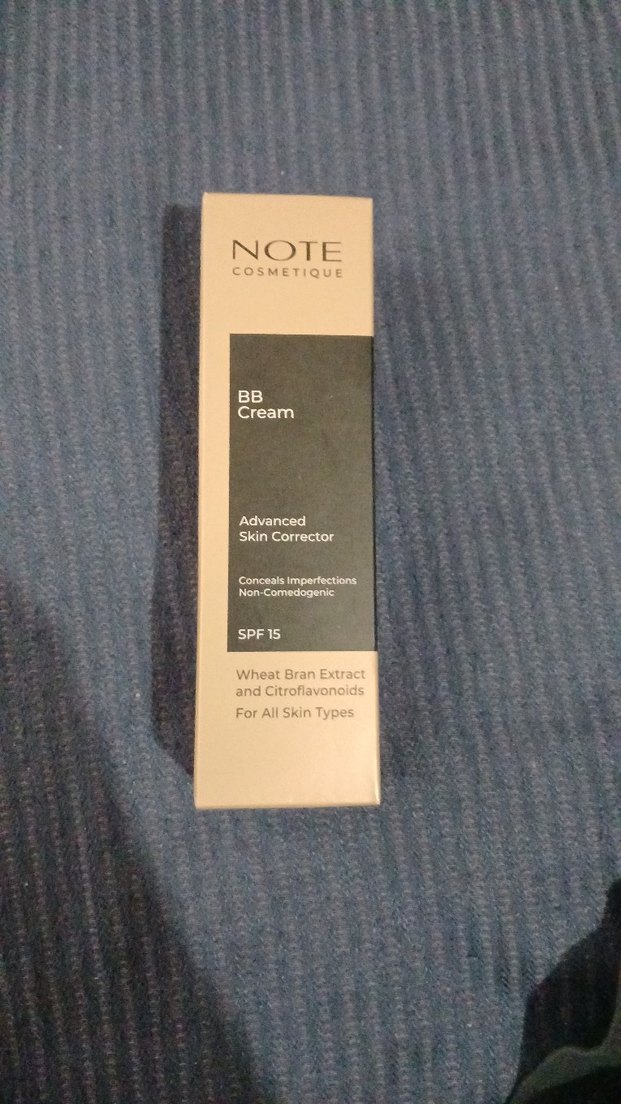 NOTE
COSMETIQUE
BB
Cream
Advanced
Skin Corrector
Conceals Imperfections
Non-Comedogenic
SPF 15
Wheat Bran Extract
and Citroflavonoids
For All Skin Types